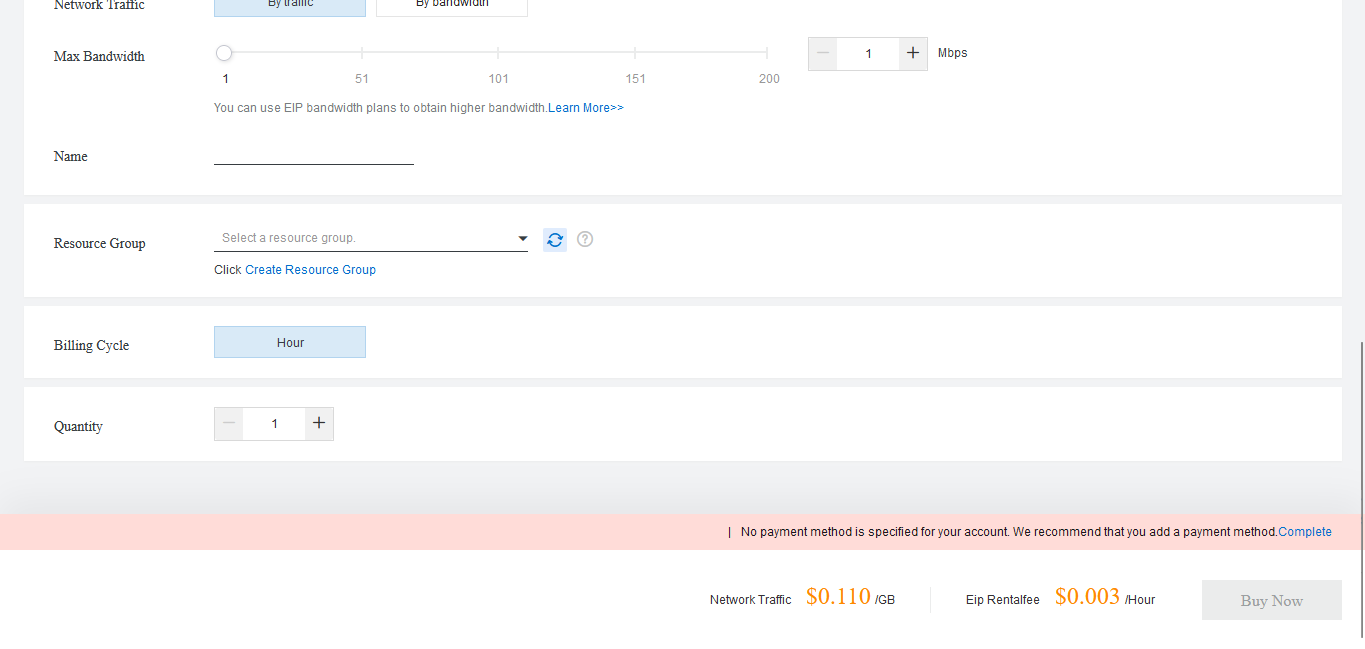 Network Traffic By traffic By bandwidth
Max Bandwidth 1 Mbps
1 51 101 151 200
You can use EIP bandwidth plans to obtain higher bandwidth.Learn More>>
Name
Resource Group Select a resource group. ?
Click Create Resource Group
Billing Cycle Hour
Quantity 1
| No payment method is specified for your account. We recommend that you add a payment method.Complete
Network Traffic $0.110 /GB Eip Rentalfee $0.003 /Hour Buy Now